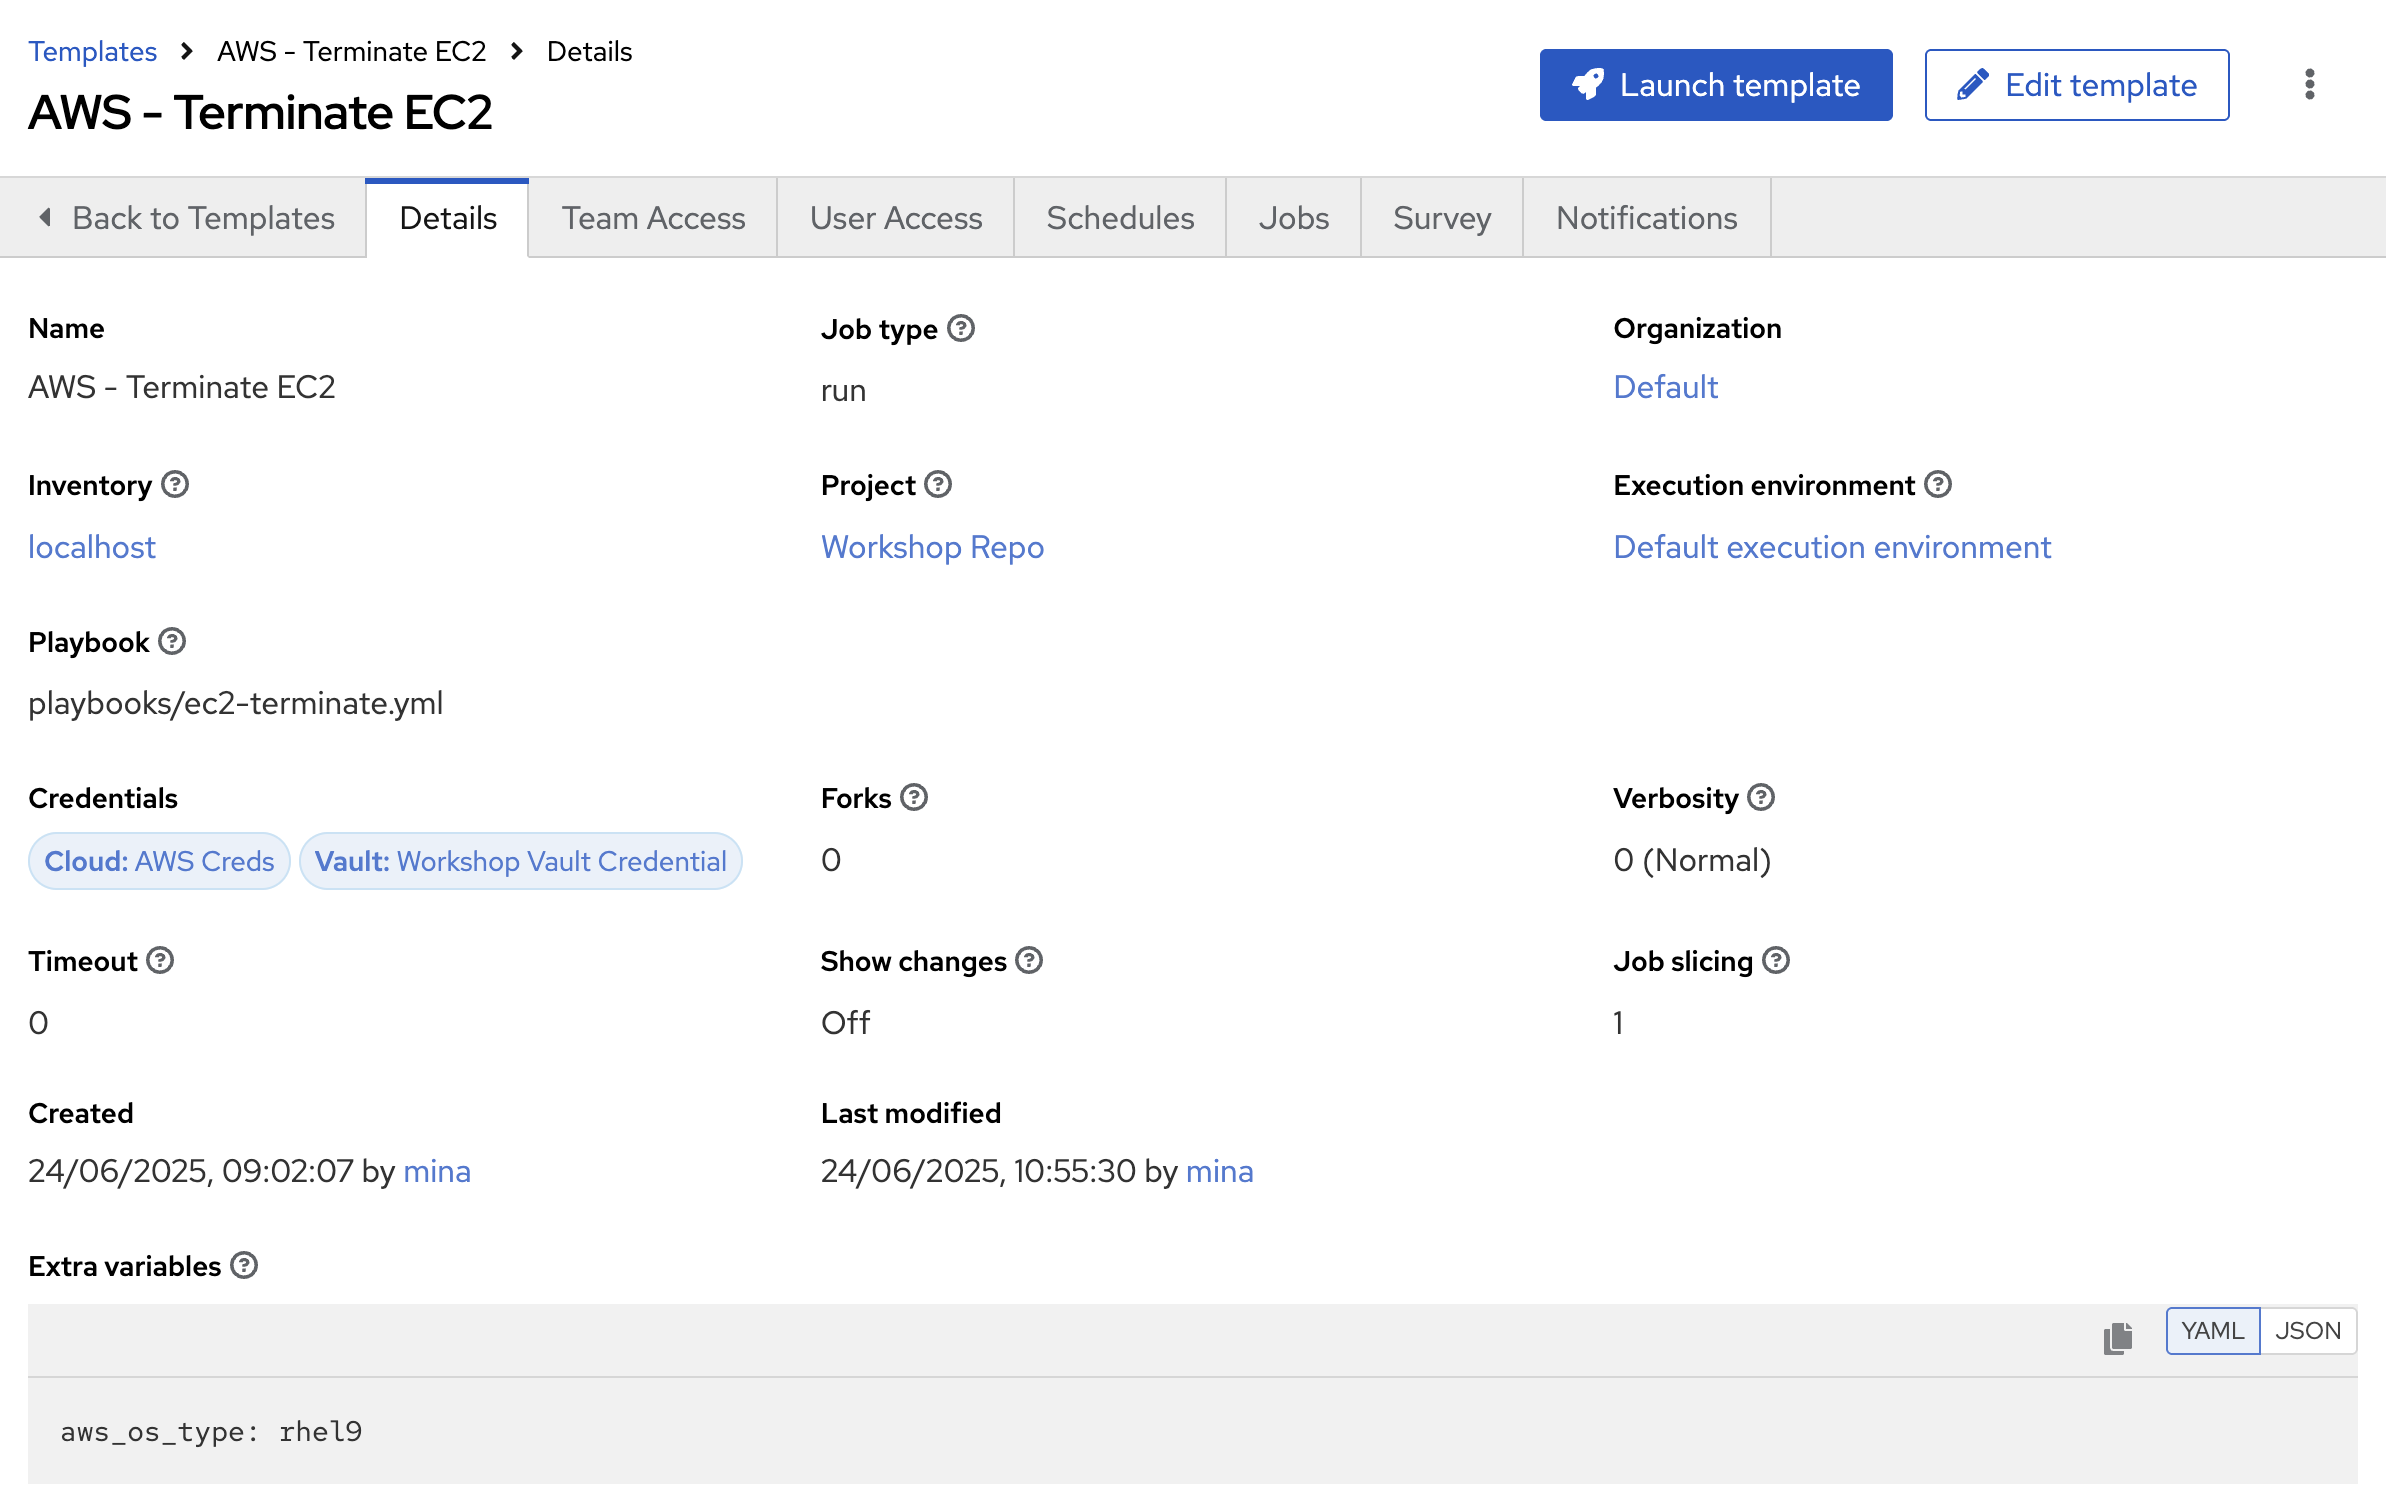 Templates > AWS - Terminate EC2 > Details
AWS - Terminate EC2
Launch template
Edit template
Back to Templates
Details
Team Access
User Access
Schedules
Jobs
Survey
Notifications
Name
AWS - Terminate EC2
Job type
run
Organization
Default
Inventory
localhost
Project
Workshop Repo
Execution environment
Default execution environment
Playbook
playbooks/ec2-terminate.yml
Credentials
Cloud: AWS Creds
Vault: Workshop Vault Credential
Forks
0
Verbosity
0 (Normal)
Timeout
0
Show changes
Off
Job slicing
1
Created
24/06/2025, 09:02:07 by mina
Last modified
24/06/2025, 10:55:30 by mina
Extra variables
YAML
JSON
aws_os_type: rhel9